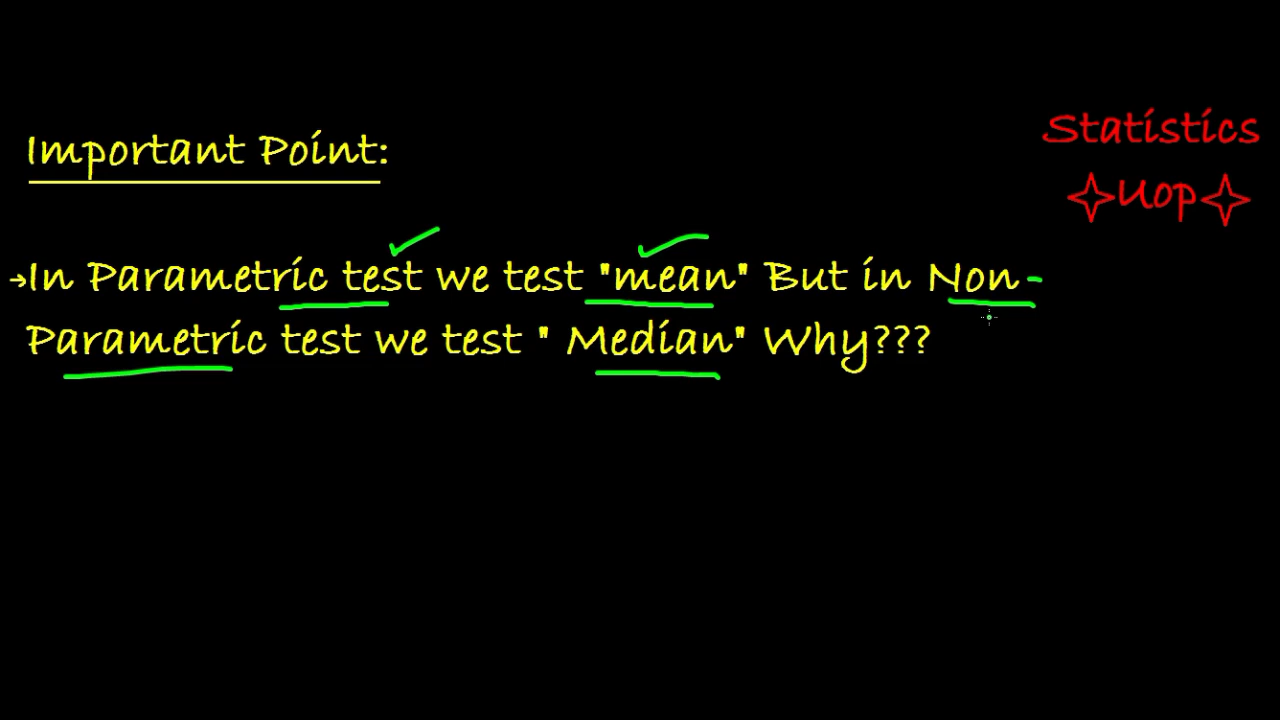 Important Point:
Statistics
Uop
→In Parametric test we test "mean" But in Non-
Parametric test we test " Median" Why???